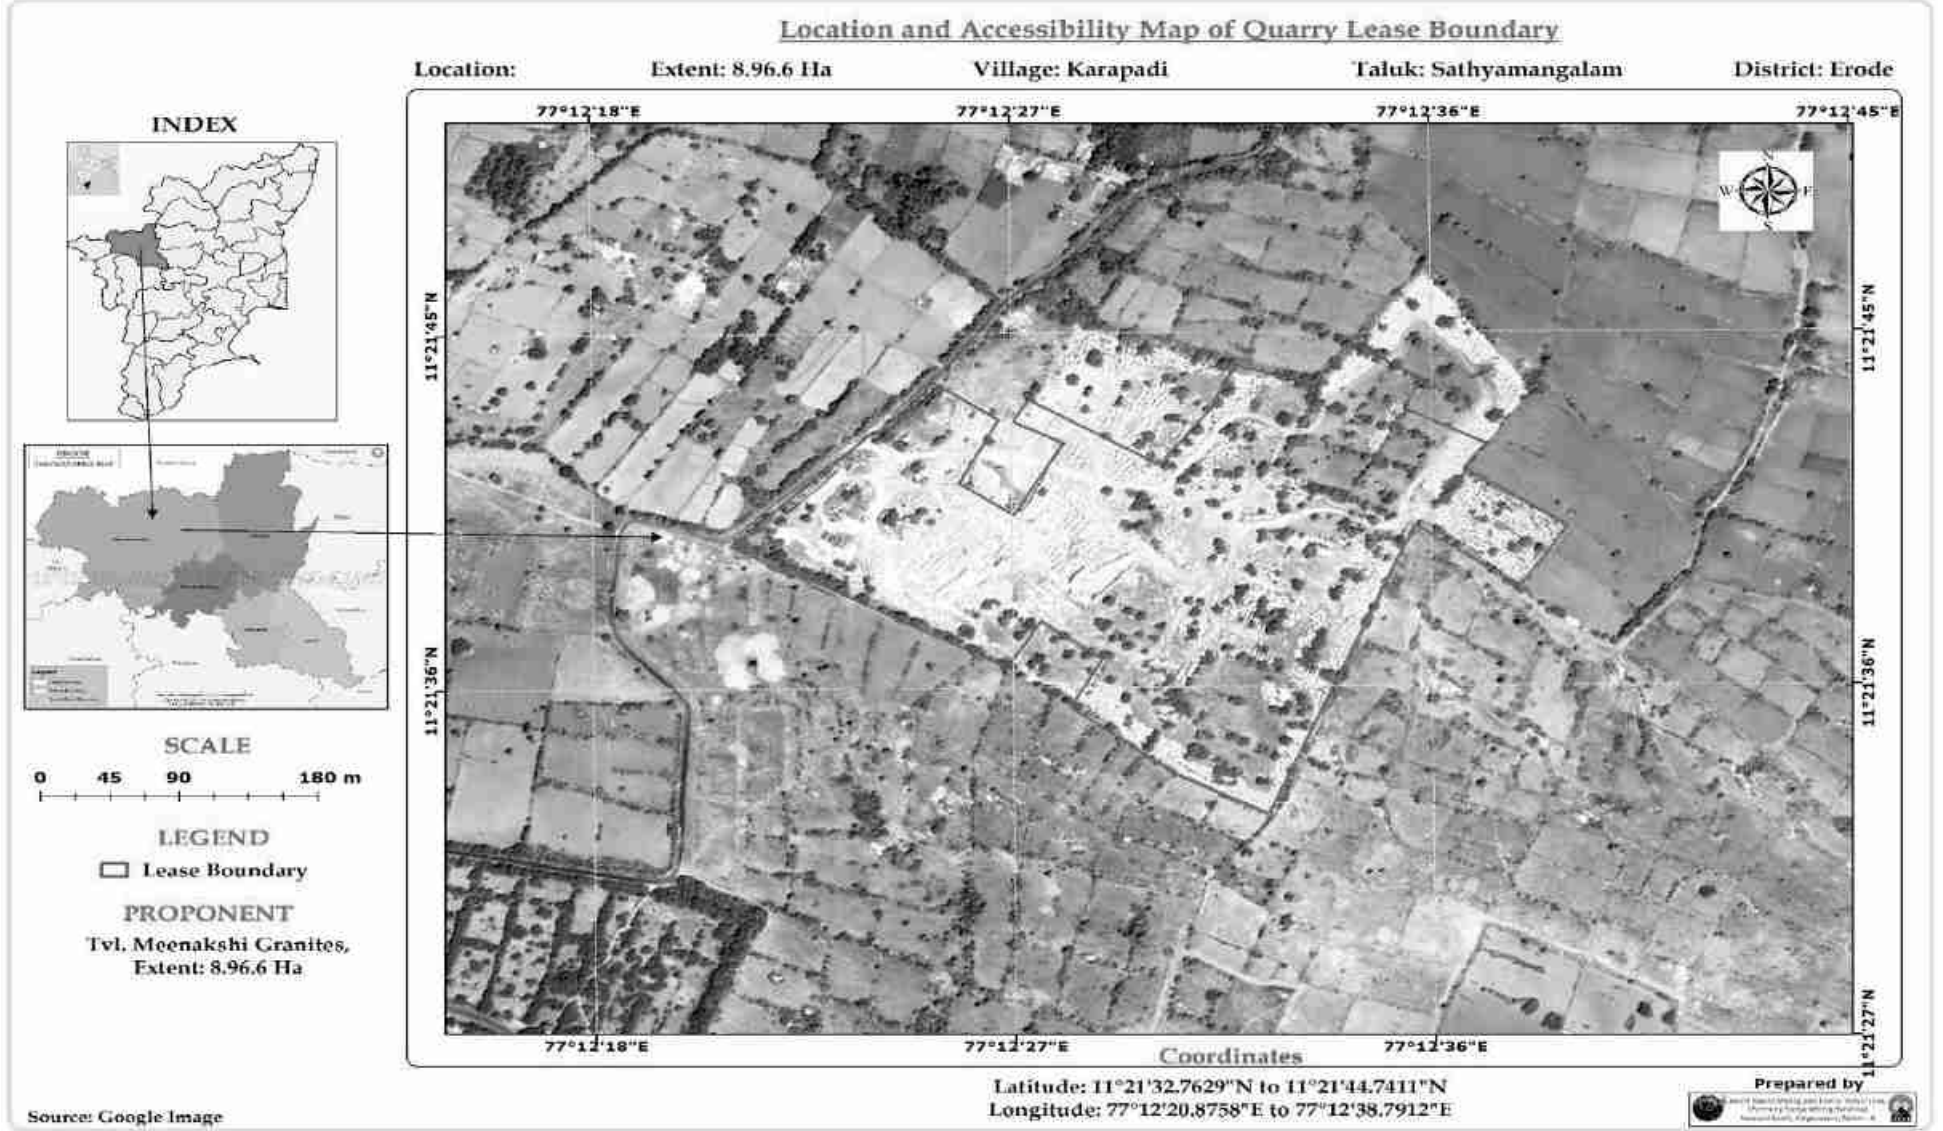 Location and Accessibility Map of Quarry Lease Boundary
Location: Extent: 8.96.6 Ha Village: Karapadi Taluk: Sathyamangalam District: Erode
INDEX
77°12'18"E 77°12'27"E 77°12'36"E 77°12'45"E
N
W E
S
11°21'45"N 11°21'45"N
11°21'36"N 11°21'36"N
11°21'27"N
SCALE
0 45 90 180 m
LEGEND
Lease Boundary
PROPONENT
Tvl. Meenakshi Granites,
Extent: 8.96.6 Ha
77°12'18"E 77°12'27"E 77°12'36"E
Coordinates
Latitude: 11°21'32.7629"N to 11°21'44.7411"N
Longitude: 77°12'20.8758"E to 77°12'38.7912"E
Source: Google Image
Prepared by